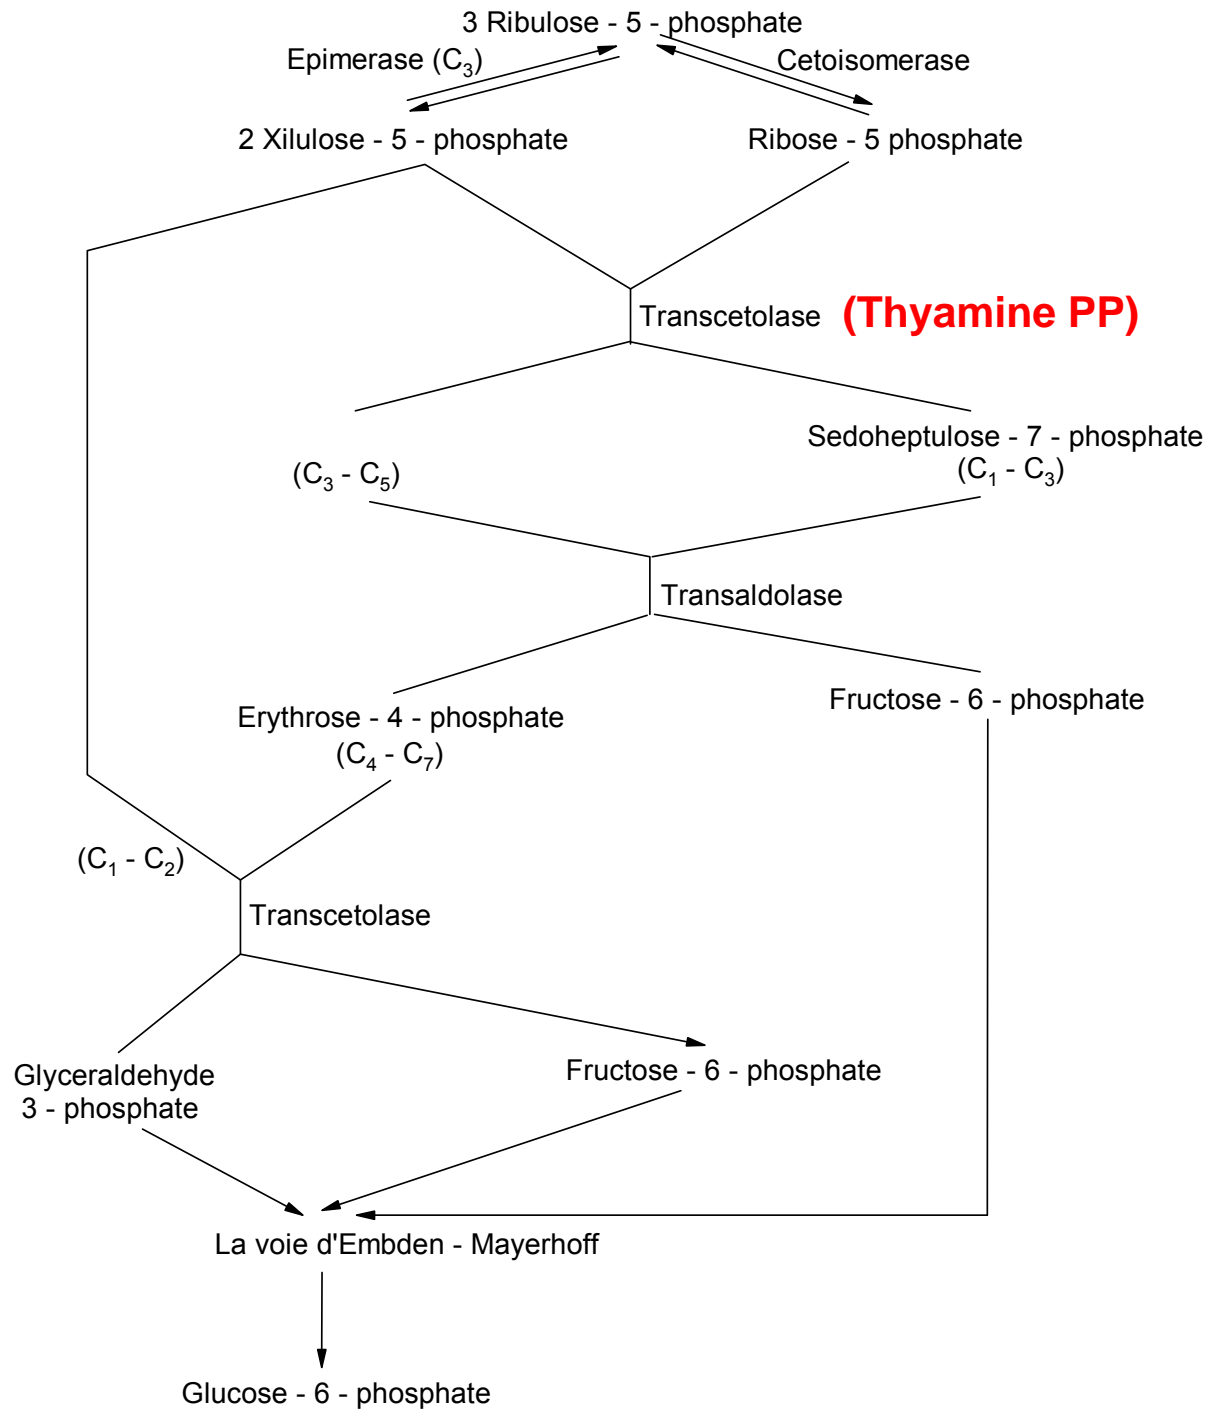 3 Ribulose - 5 - phosphate
Epimerase (C₃)
Cetoisomerase
2 Xilulose - 5 - phosphate
Ribose - 5 phosphate
Transcetolase (Thyamine PP)
Sedoheptulose - 7 - phosphate
(C₃ - C₅)
(C₁ - C₃)
Transaldolase
Erythrose - 4 - phosphate
Fructose - 6 - phosphate
(C₄ - C₇)
(C₁ - C₂)
Transcetolase
Glyceraldehyde
3 - phosphate
Fructose - 6 - phosphate
La voie d'Embden - Mayerhoff
Glucose - 6 - phosphate